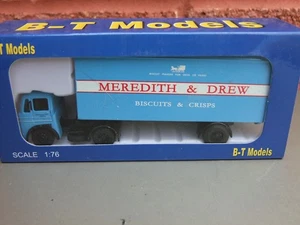 B-T Models
B-T Models
MEREDITH & DREW
BISCUITS & CRISPS
SCALE 1:76
B-T Models